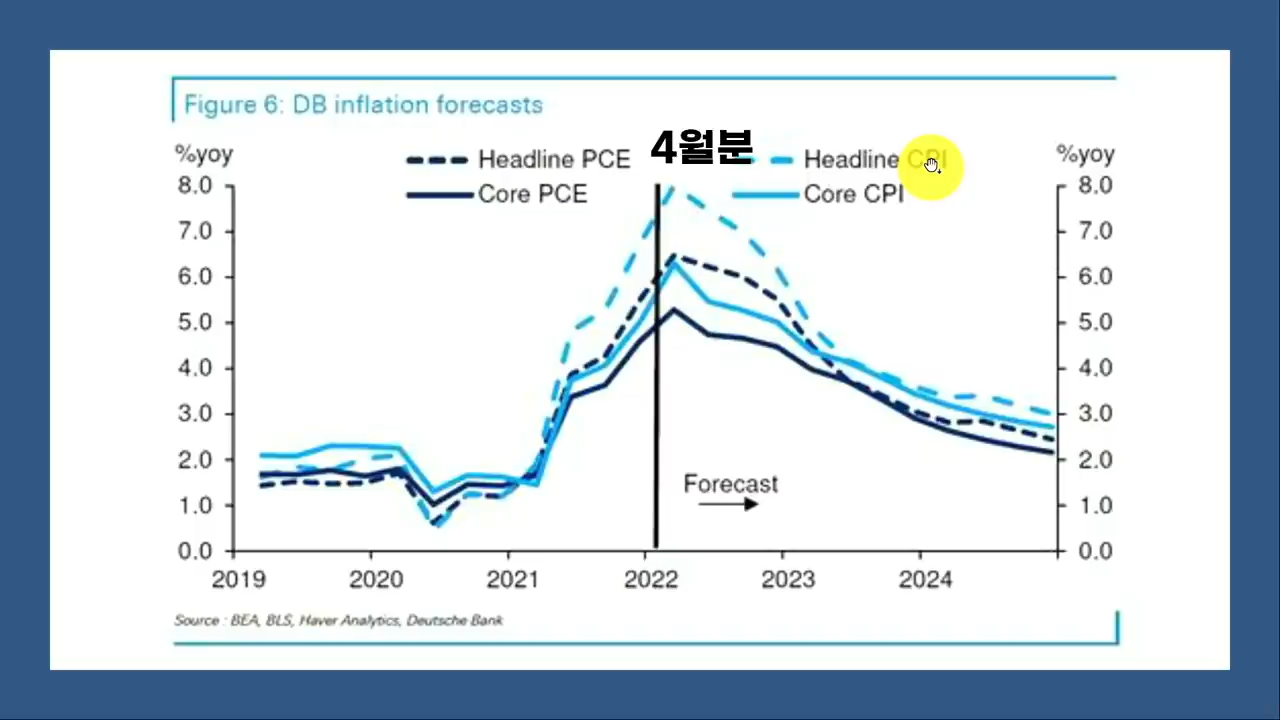 Figure 6: DB inflation forecasts
4월분
%yoy
%yoy
Headline PCE
Headline CPI
Core PCE
Core CPI
8.0
8.0
7.0
7.0
6.0
6.0
5.0
5.0
4.0
4.0
3.0
3.0
2.0
2.0
Forecast
1.0
1.0
0.0
0.0
2019
2020
2021
2022
2023
2024
Source : BEA, BLS, Haver Analytics, Deutsche Bank